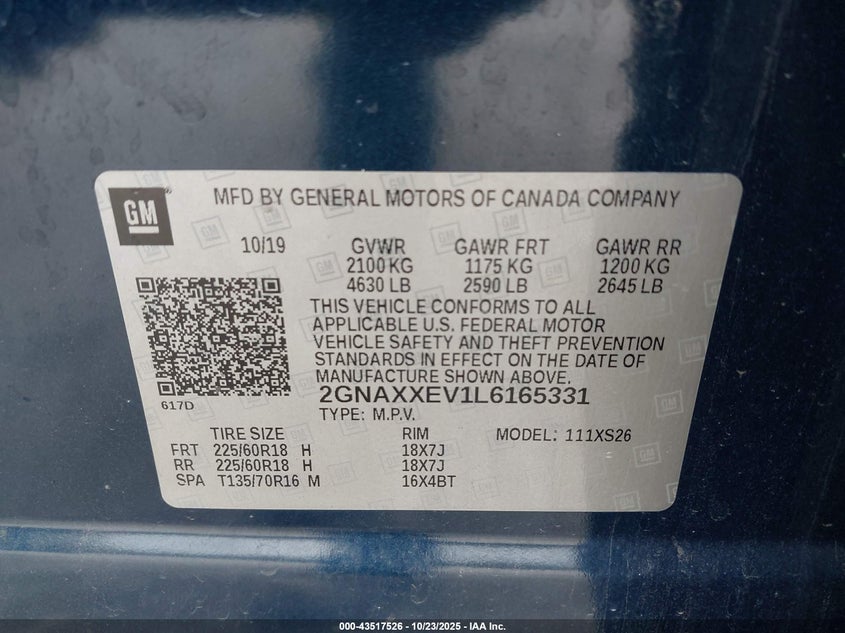 GM
MFD BY GENERAL MOTORS OF CANADA COMPANY
10/19 GVWR GAWR FRT GAWR RR
2100 KG 1175 KG 1200 KG
4630 LB 2590 LB 2645 LB
THIS VEHICLE CONFORMS TO ALL
APPLICABLE U.S. FEDERAL MOTOR
VEHICLE SAFETY AND THEFT PREVENTION
STANDARDS IN EFFECT ON THE DATE OF
MANUFACTURE SHOWN ABOVE.
617D
2GNAXXEV1L6165331
TYPE: M.P.V.
TIRE SIZE RIM MODEL: 111XS26
FRT 225/60R18 H 18X7J
RR 225/60R18 H 18X7J
SPA T135/70R16 M 16X4BT
000-43517526 - 10/23/2025 - IAA Inc.